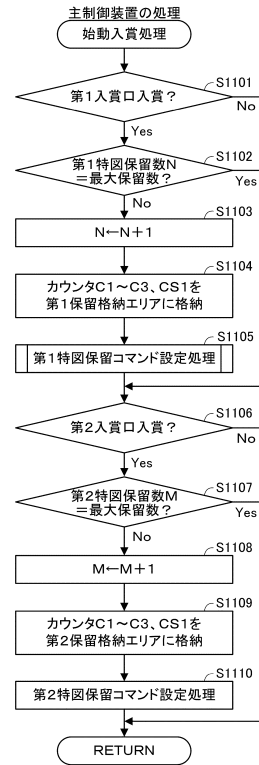 主制御装置の処理
始動入賞処理
S1101
第1入賞口入賞?
No
Yes
S1102
第1特図保留数N
=最大保留数?
Yes
No
S1103
N←N+1
S1104
カウンタC1~C3、CS1を
第1保留格納エリアに格納
S1105
第1特図保留コマンド設定処理
S1106
第2入賞口入賞?
No
Yes
S1107
第2特図保留数M
=最大保留数?
Yes
No
S1108
M←M+1
S1109
カウンタC1~C3、CS1を
第2保留格納エリアに格納
S1110
第2特図保留コマンド設定処理
RETURN